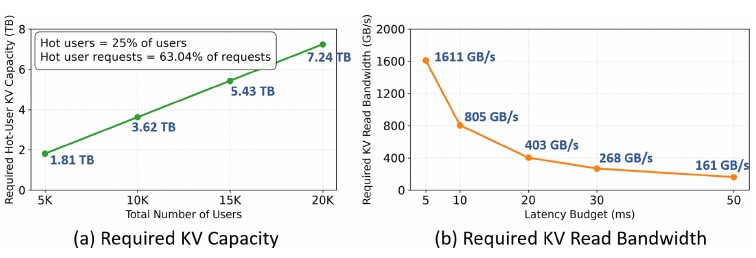 Required Hot-User KV Capacity (TB)
8
6
4
2
0
Hot users = 25% of users
Hot user requests = 63.04% of requests
1.81 TB
3.62 TB
5.43 TB
7.24 TB
5K
10K
15K
20K
Total Number of Users
(a) Required KV Capacity
Required KV Read Bandwidth (GB/s)
2000
1600
1200
800
400
0
1611 GB/s
805 GB/s
403 GB/s
268 GB/s
161 GB/s
5
10
20
30
50
Latency Budget (ms)
(b) Required KV Read Bandwidth